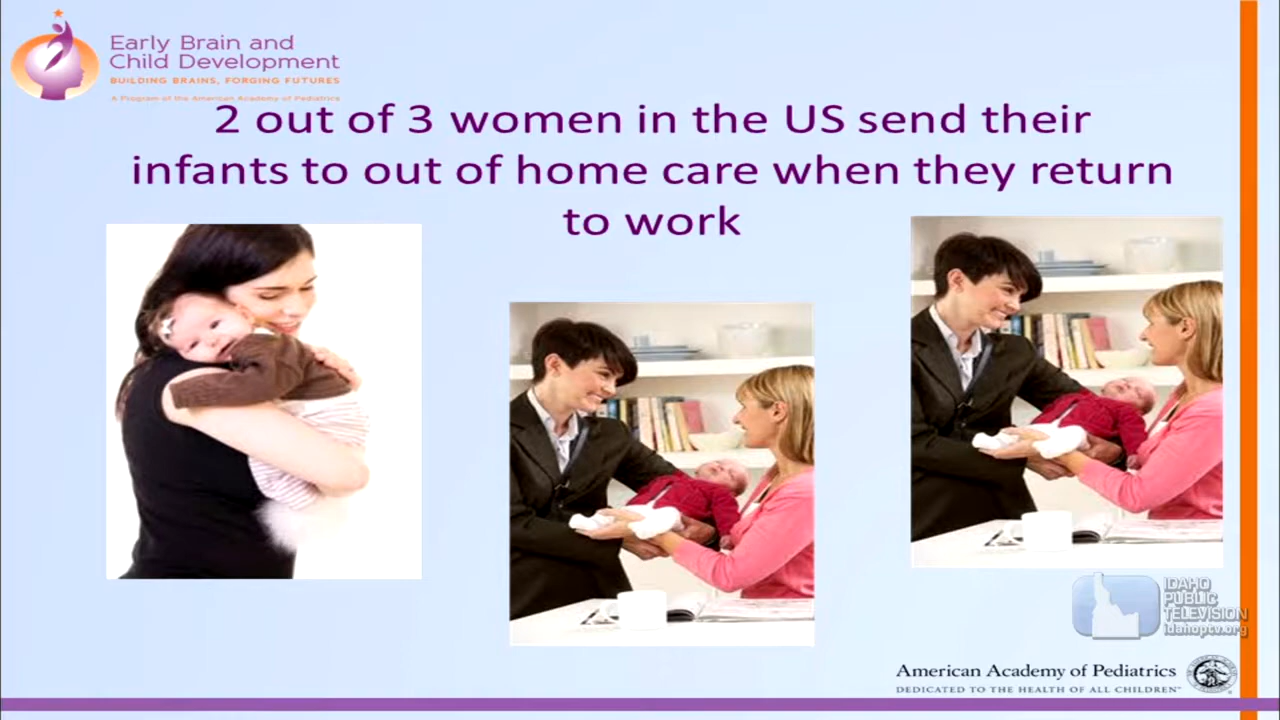 Early Brain and
Child Development
BUILDING BRAINS, FORGING FUTURES
A Program of the American Academy of Pediatrics
2 out of 3 women in the US send their
infants to out of home care when they return
to work
IDAHO
PUBLIC
TELEVISION
idahoptv.org
American Academy of Pediatrics
DEDICATED TO THE HEALTH OF ALL CHILDREN™